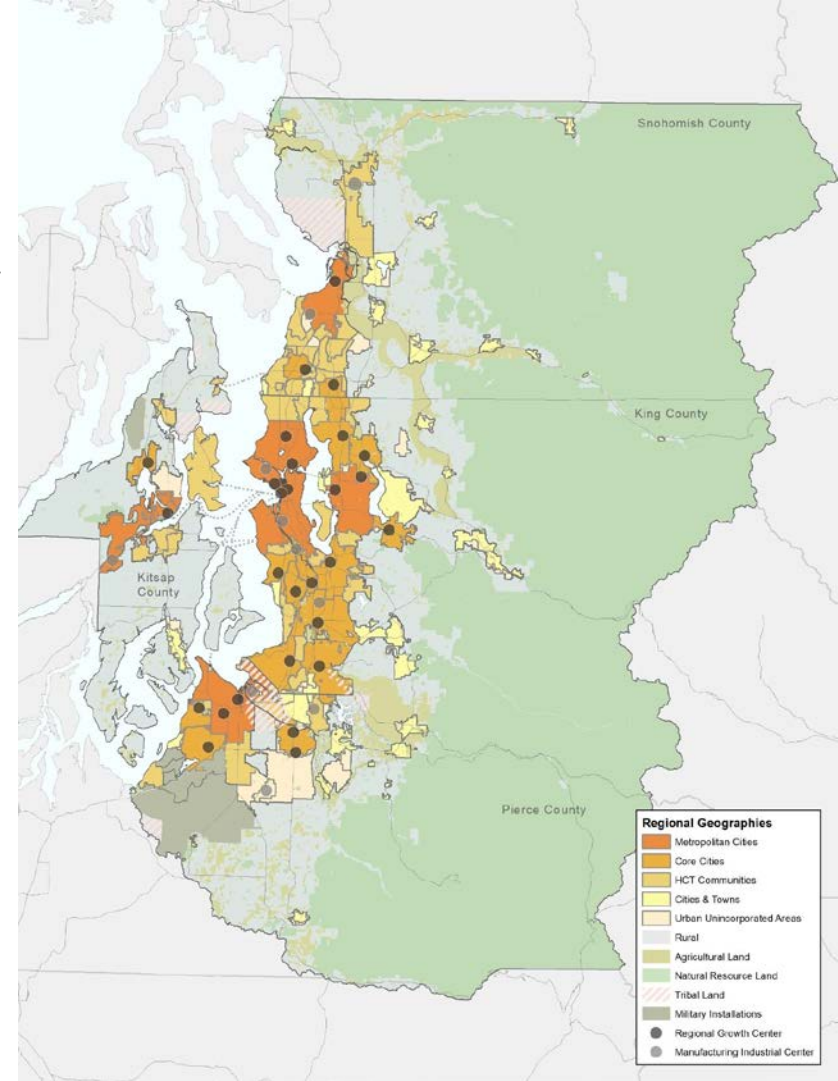 Snohomish County
King County
Kitsap
County
Pierce County
Regional Geographies
Metropolitan Cities
Core Cities
HCT Communities
Cities & Towns
Urban Unincorporated Areas
Rural
Agricultural Land
Natural Resource Land
Tribal Land
Military Installations
Regional Growth Center
Manufacturing Industrial Center